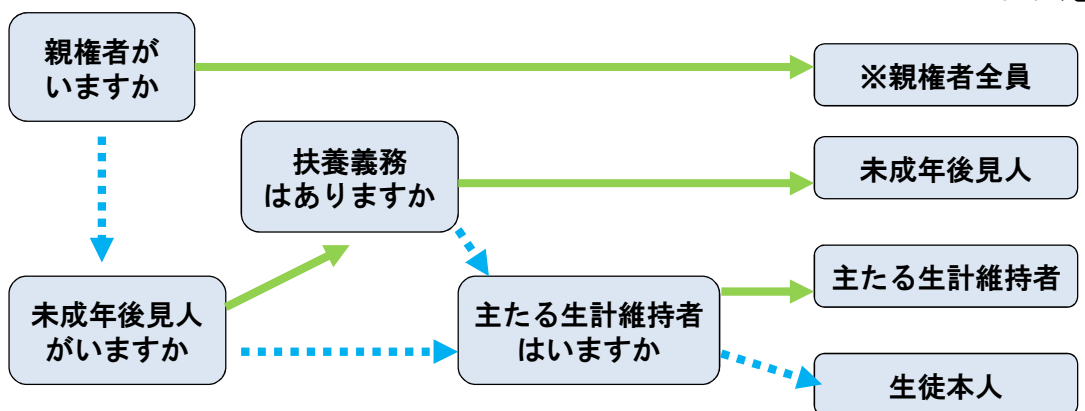 親権者が
いますか
※親権者全員
扶養義務
はありますか
未成年後見人
未成年後見人
がいますか
主たる生計維持者
はいますか
主たる生計維持者
生徒本人